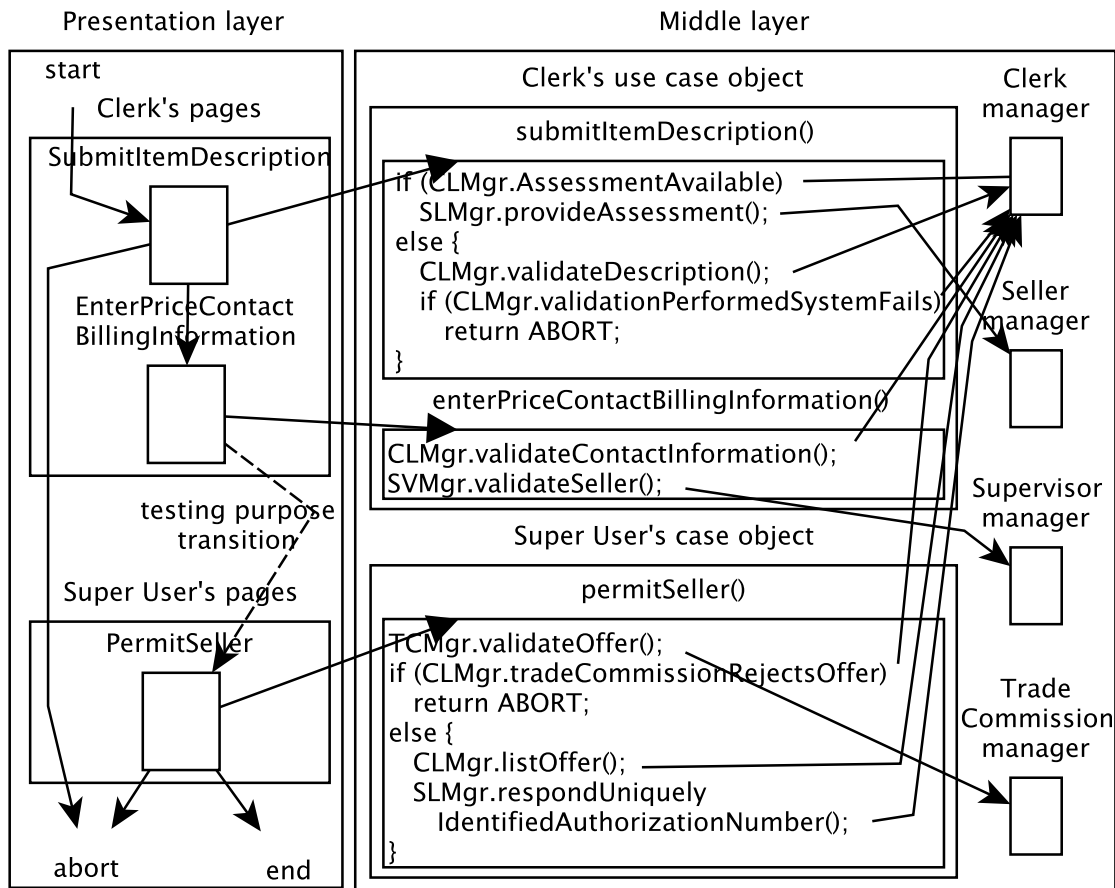 Presentation layer
start
Clerk's pages
SubmitItemDescription
EnterPriceContact
BillingInformation
testing purpose
transition
Super User's pages
PermitSeller
abort
end
Middle layer
Clerk's use case object
submitItemDescription()
if (CLMgr.AssessmentAvailable)
SLMgr.provideAssessment();
else {
CLMgr.validateDescription();
if (CLMgr.validationPerformedSystemFails)
return ABORT;
}
enterPriceContactBillingInformation()
CLMgr.validateContactInformation();
SVMgr.validateSeller();
Super User's case object
permitSeller()
TCMgr.validateOffer();
if (CLMgr.tradeCommissionRejectsOffer)
return ABORT;
else {
CLMgr.listOffer();
SLMgr.respondUniquely
IdentifiedAuthorizationNumber();
}
Clerk
manager
Seller
manager
Supervisor
manager
Trade
Commission
manager